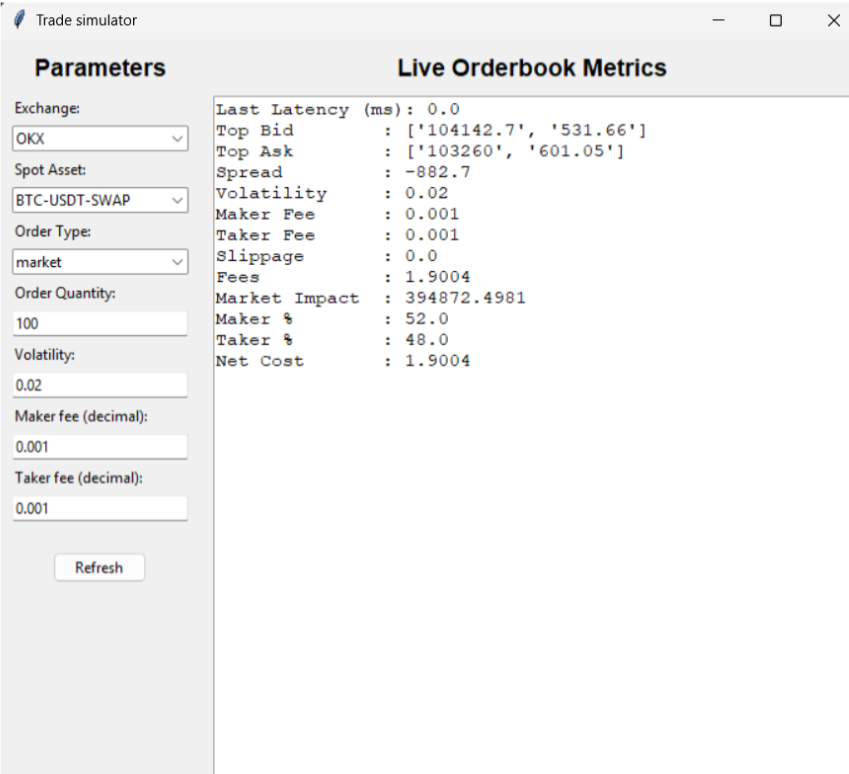 Trade simulator
Parameters
Exchange:
OKX
Spot Asset:
BTC-USDT-SWAP
Order Type:
market
Order Quantity:
100
Volatility:
0.02
Maker fee (decimal):
0.001
Taker fee (decimal):
0.001
Refresh
Live Orderbook Metrics
Last Latency (ms): 0.0
Top Bid : ['104142.7', '531.66']
Top Ask : ['103260', '601.05']
Spread : -882.7
Volatility : 0.02
Maker Fee : 0.001
Taker Fee : 0.001
Slippage : 0.0
Fees : 1.9004
Market Impact : 394872.4981
Maker % : 52.0
Taker % : 48.0
Net Cost : 1.9004